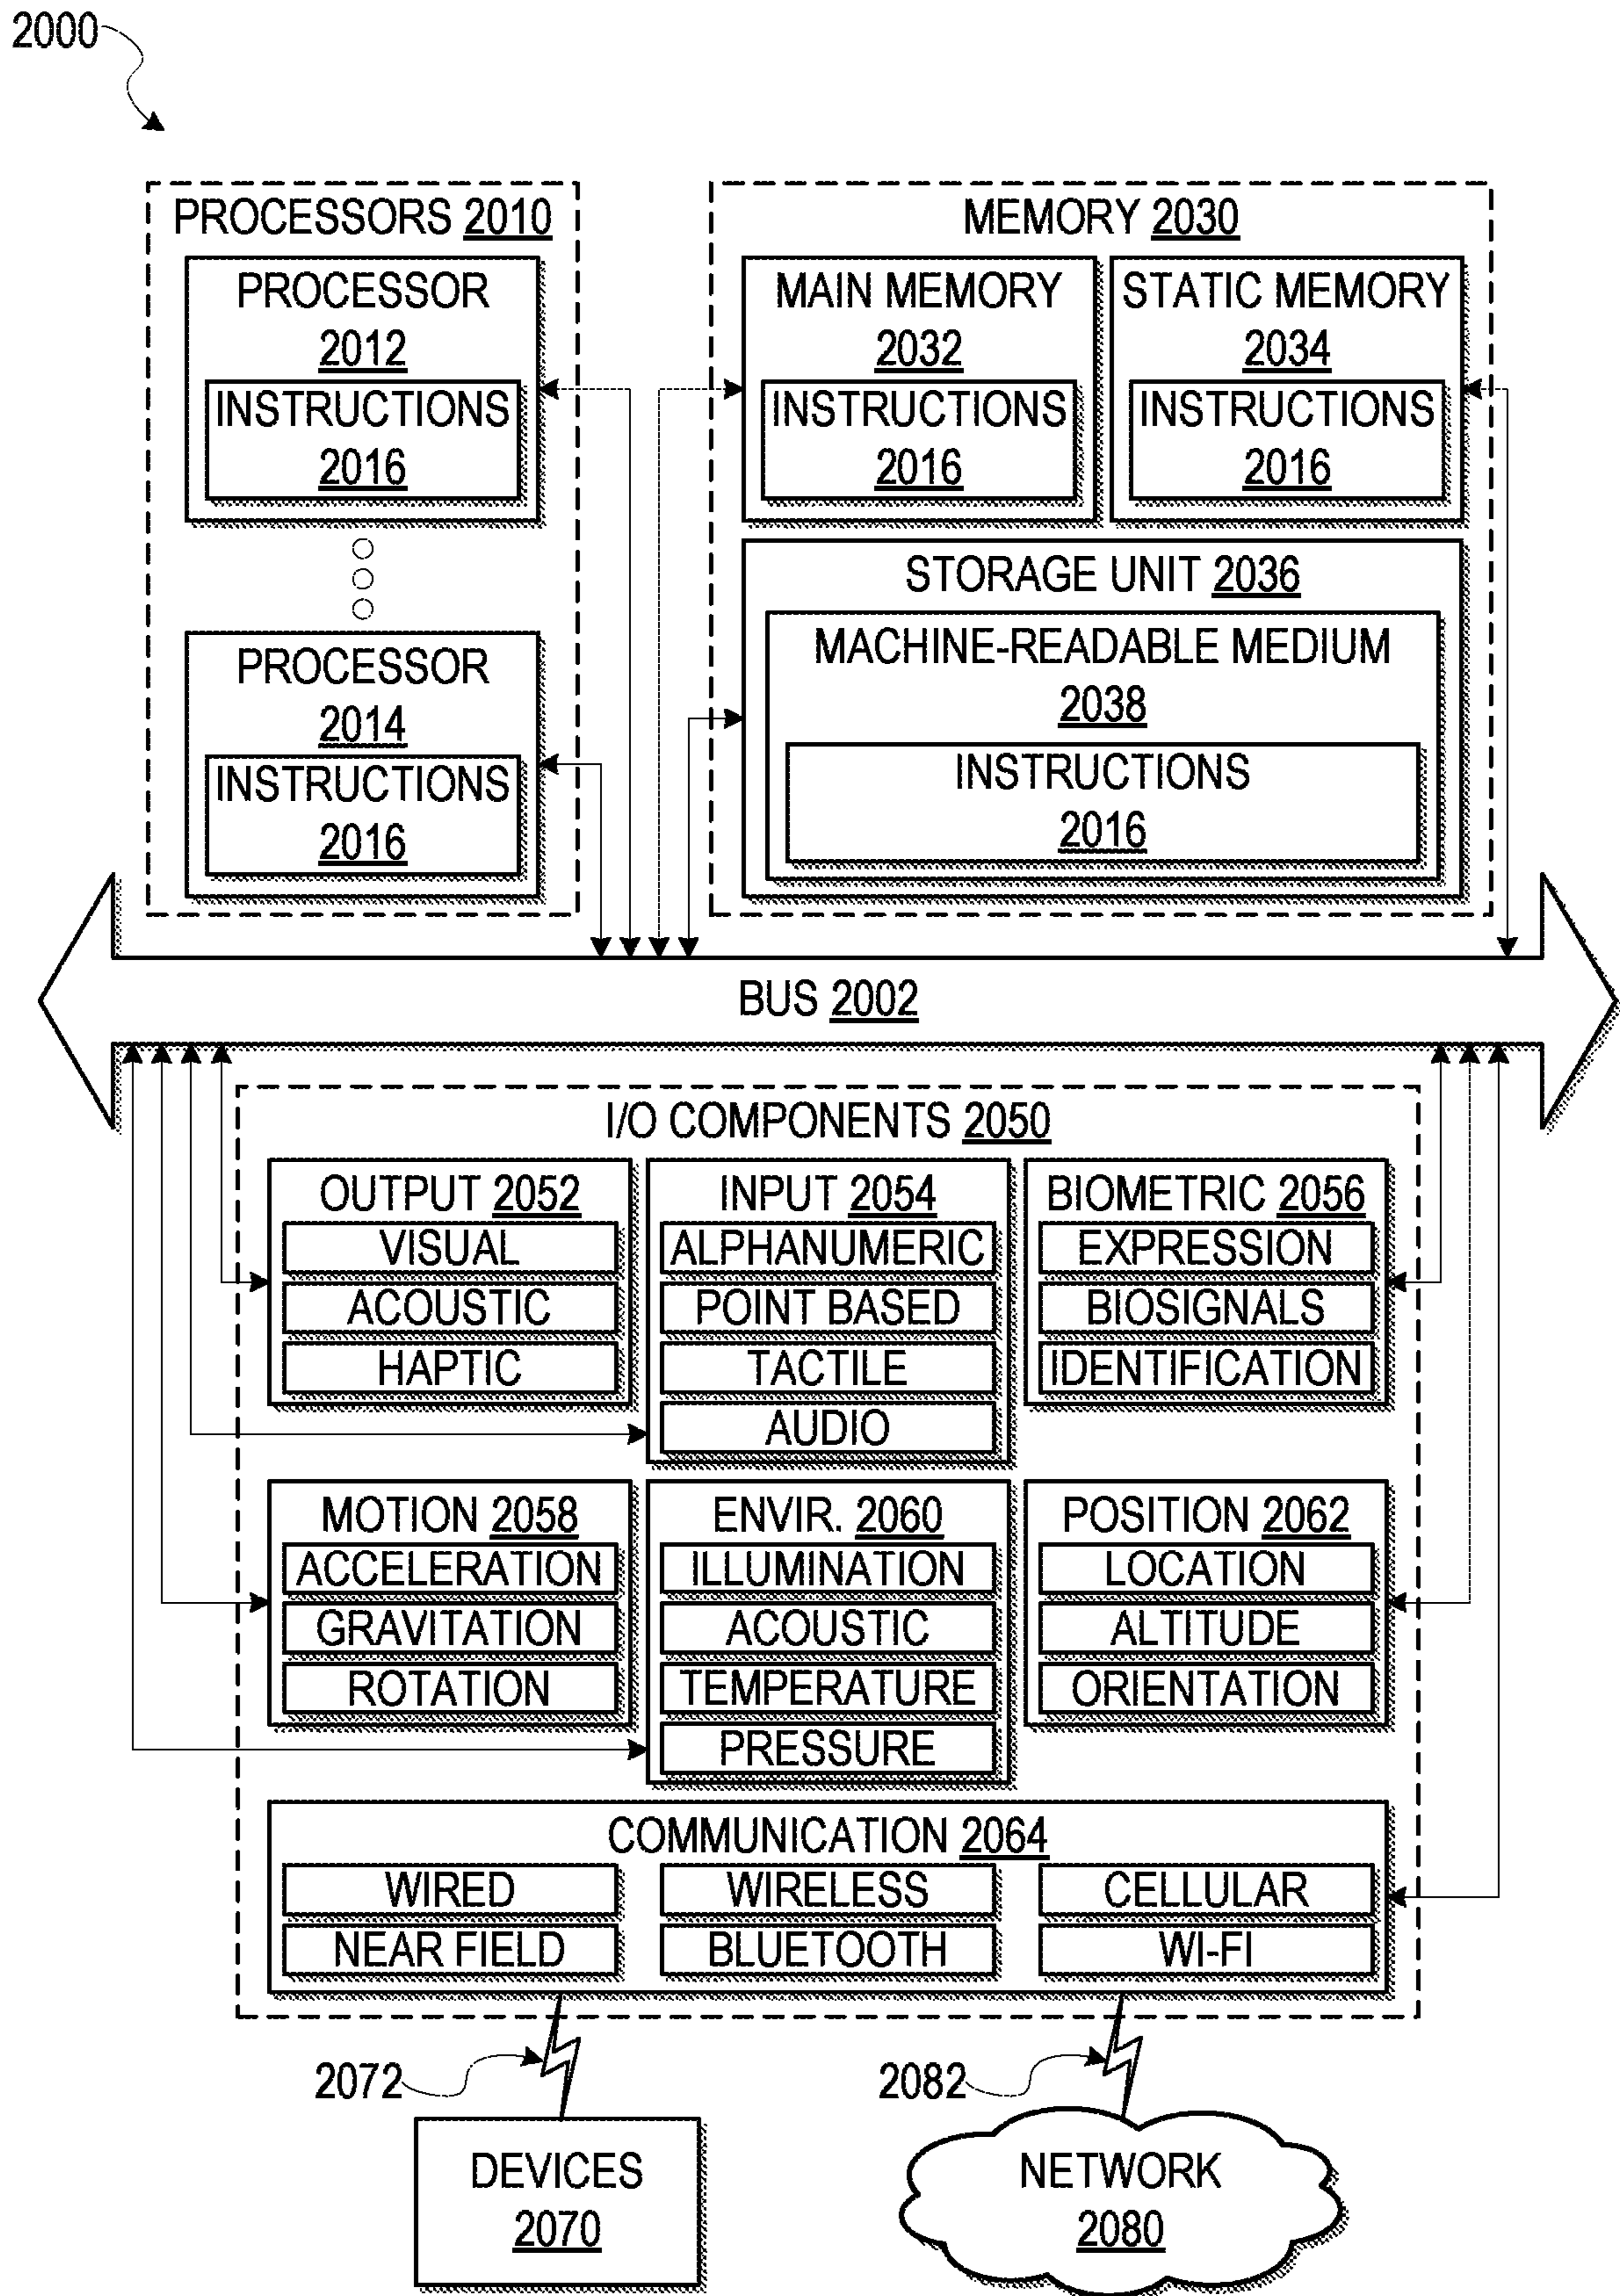 2000
PROCESSORS 2010
PROCESSOR
2012
INSTRUCTIONS
2016
PROCESSOR
2014
INSTRUCTIONS
2016
MEMORY 2030
MAIN MEMORY
2032
INSTRUCTIONS
2016
STATIC MEMORY
2034
INSTRUCTIONS
2016
STORAGE UNIT 2036
MACHINE-READABLE MEDIUM
2038
INSTRUCTIONS
2016
BUS 2002
I/O COMPONENTS 2050
OUTPUT 2052
VISUAL
ACOUSTIC
HAPTIC
INPUT 2054
ALPHANUMERIC
POINT BASED
TACTILE
AUDIO
BIOMETRIC 2056
EXPRESSION
BIOSIGNALS
IDENTIFICATION
MOTION 2058
ACCELERATION
GRAVITATION
ROTATION
ENVIR. 2060
ILLUMINATION
ACOUSTIC
TEMPERATURE
PRESSURE
POSITION 2062
LOCATION
ALTITUDE
ORIENTATION
COMMUNICATION 2064
WIRED
WIRELESS
CELLULAR
NEAR FIELD
BLUETOOTH
WI-FI
2072
2082
DEVICES
2070
NETWORK
2080